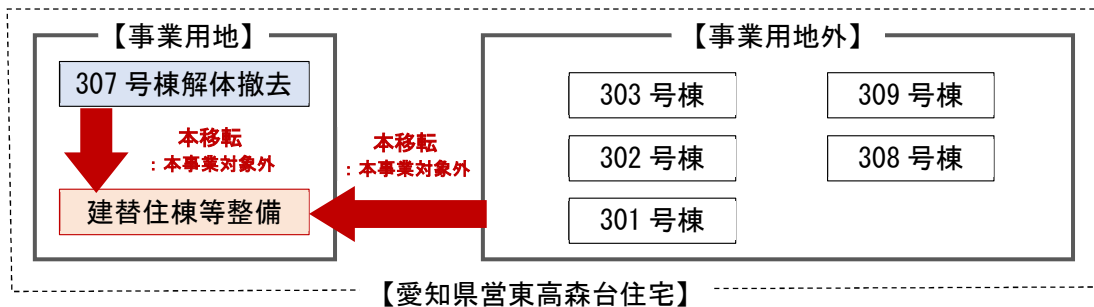 【事業用地】
307 号棟解体撤去
本移転
：本事業対象外
建替住棟等整備
本移転
：本事業対象外
【事業用地外】
303 号棟
309 号棟
302 号棟
308 号棟
301 号棟
【愛知県営東高森台住宅】